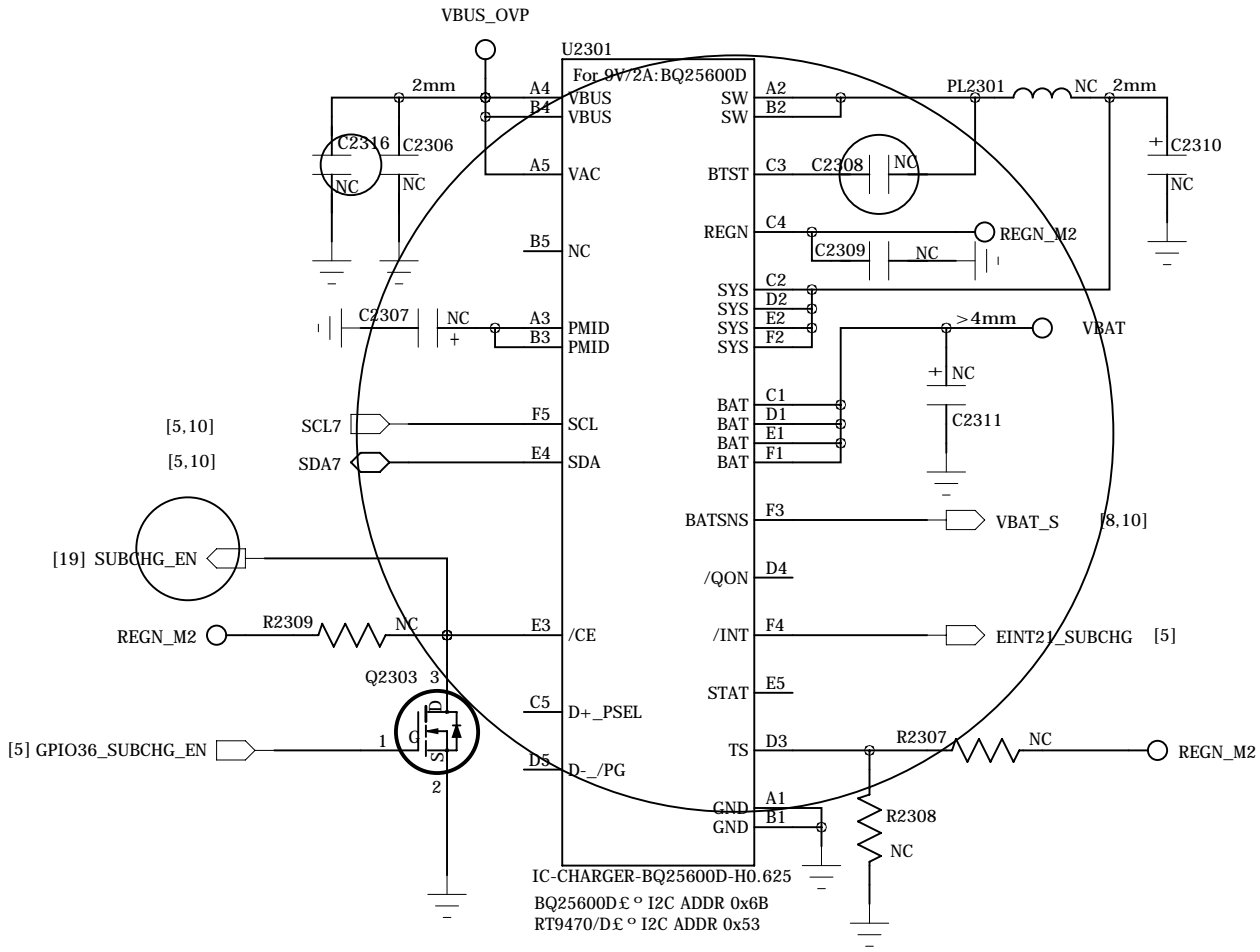 VBUS_OVP
U2301
For 9V/2A:BQ25600D
2mm
A4
VBUS
B4
VBUS
C2316
C2306
NC
NC
A5
VAC
B5
NC
C2307
NC
+
A3
PMID
B3
PMID
[5,10]
SCL7
F5
SCL
[5,10]
SDA7
E4
SDA
[19] SUBCHG_EN
REGN_M2
R2309
NC
E3
/CE
Q2303
3
D
G
S
1
2
[5] GPIO36_SUBCHG_EN
C5
D+_PSEL
D5
D-_/PG
SW
A2
SW
B2
PL2301
NC
2mm
+
C2310
NC
BTST
C3
C2308
NC
REGN
C4
REGN_M2
C2309
NC
SYS
C2
SYS
D2
SYS
E2
SYS
F2
>4mm
VBAT
+
NC
C2311
BAT
C1
BAT
D1
BAT
E1
BAT
F1
BATSNS
F3
VBAT_S
[8,10]
/QON
D4
/INT
F4
EINT21_SUBCHG
[5]
STAT
E5
TS
D3
R2307
NC
REGN_M2
R2308
NC
GND
A1
GND
B1
IC-CHARGER-BQ25600D-H0.625
BQ25600D£º I2C ADDR 0x6B
RT9470/D£º I2C ADDR 0x53